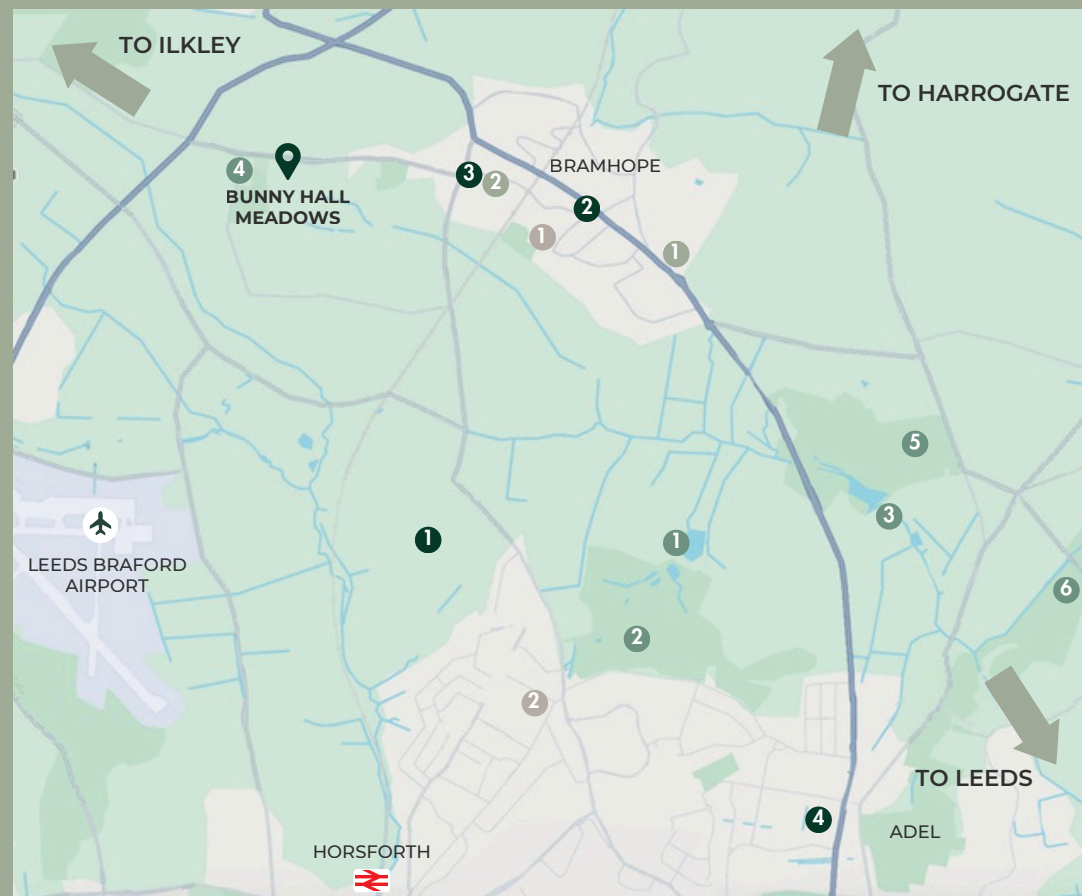 TO ILKLEY
TO HARROGATE
BRAMHOPE
4
3
2
BUNNY HALL
MEADOWS
2
1
1
5
3
1
1
LEEDS BRAFORD
AIRPORT
6
2
2
TO LEEDS
4
ADEL
HORSFORTH